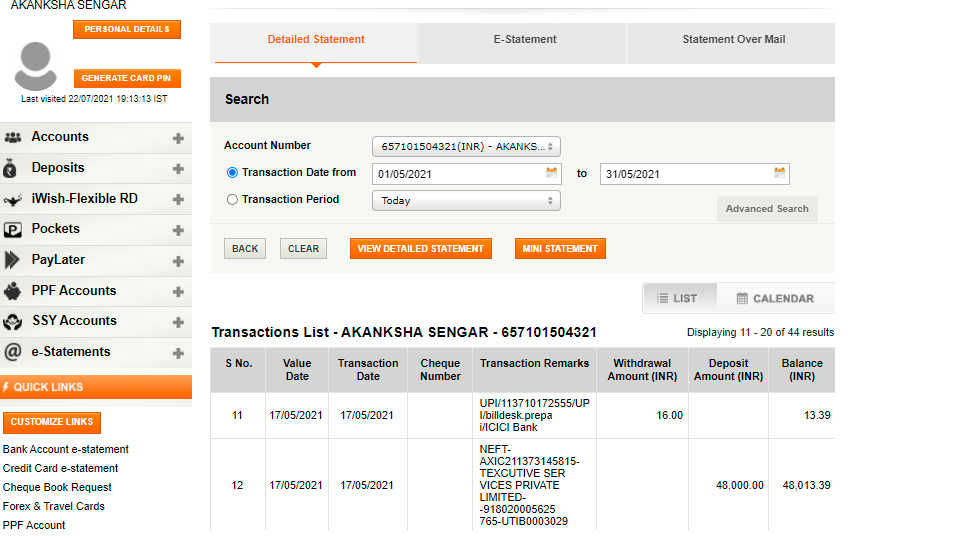 AKANKSHA SENGAR
PERSONAL DETAILS
GENERATE CARD PIN
Last visited 22/07/2021 19:13:13 IST
Accounts
Deposits
iWish-Flexible RD
Pockets
PayLater
PPF Accounts
SSY Accounts
e-Statements
QUICK LINKS
CUSTOMIZE LINKS
Bank Account e-statement
Credit Card e-statement
Cheque Book Request
Forex & Travel Cards
PPF Account
Detailed Statement E-Statement Statement Over Mail
Search
Account Number 657101504321(INR) - AKANKS...
Transaction Date from 01/05/2021 to 31/05/2021
Transaction Period Today
Advanced Search
BACK CLEAR VIEW DETAILED STATEMENT MINI STATEMENT
LIST CALENDAR
Transactions List - AKANKSHA SENGAR - 657101504321 Displaying 11 - 20 of 44 results
S No. Value Date Transaction Date Cheque Number Transaction Remarks Withdrawal Amount (INR) Deposit Amount (INR) Balance (INR)
11 17/05/2021 17/05/2021 UPI/113710172555/UP
I/billdesk.prepa
i/ICICI Bank 16.00 13.39
12 17/05/2021 17/05/2021 NEFT-
AXIC211373145815-
TEXCUTIVE SER
VICES PRIVATE
LIMITED-
-918020005625
765-UTIB0003029 48,000.00 48,013.39